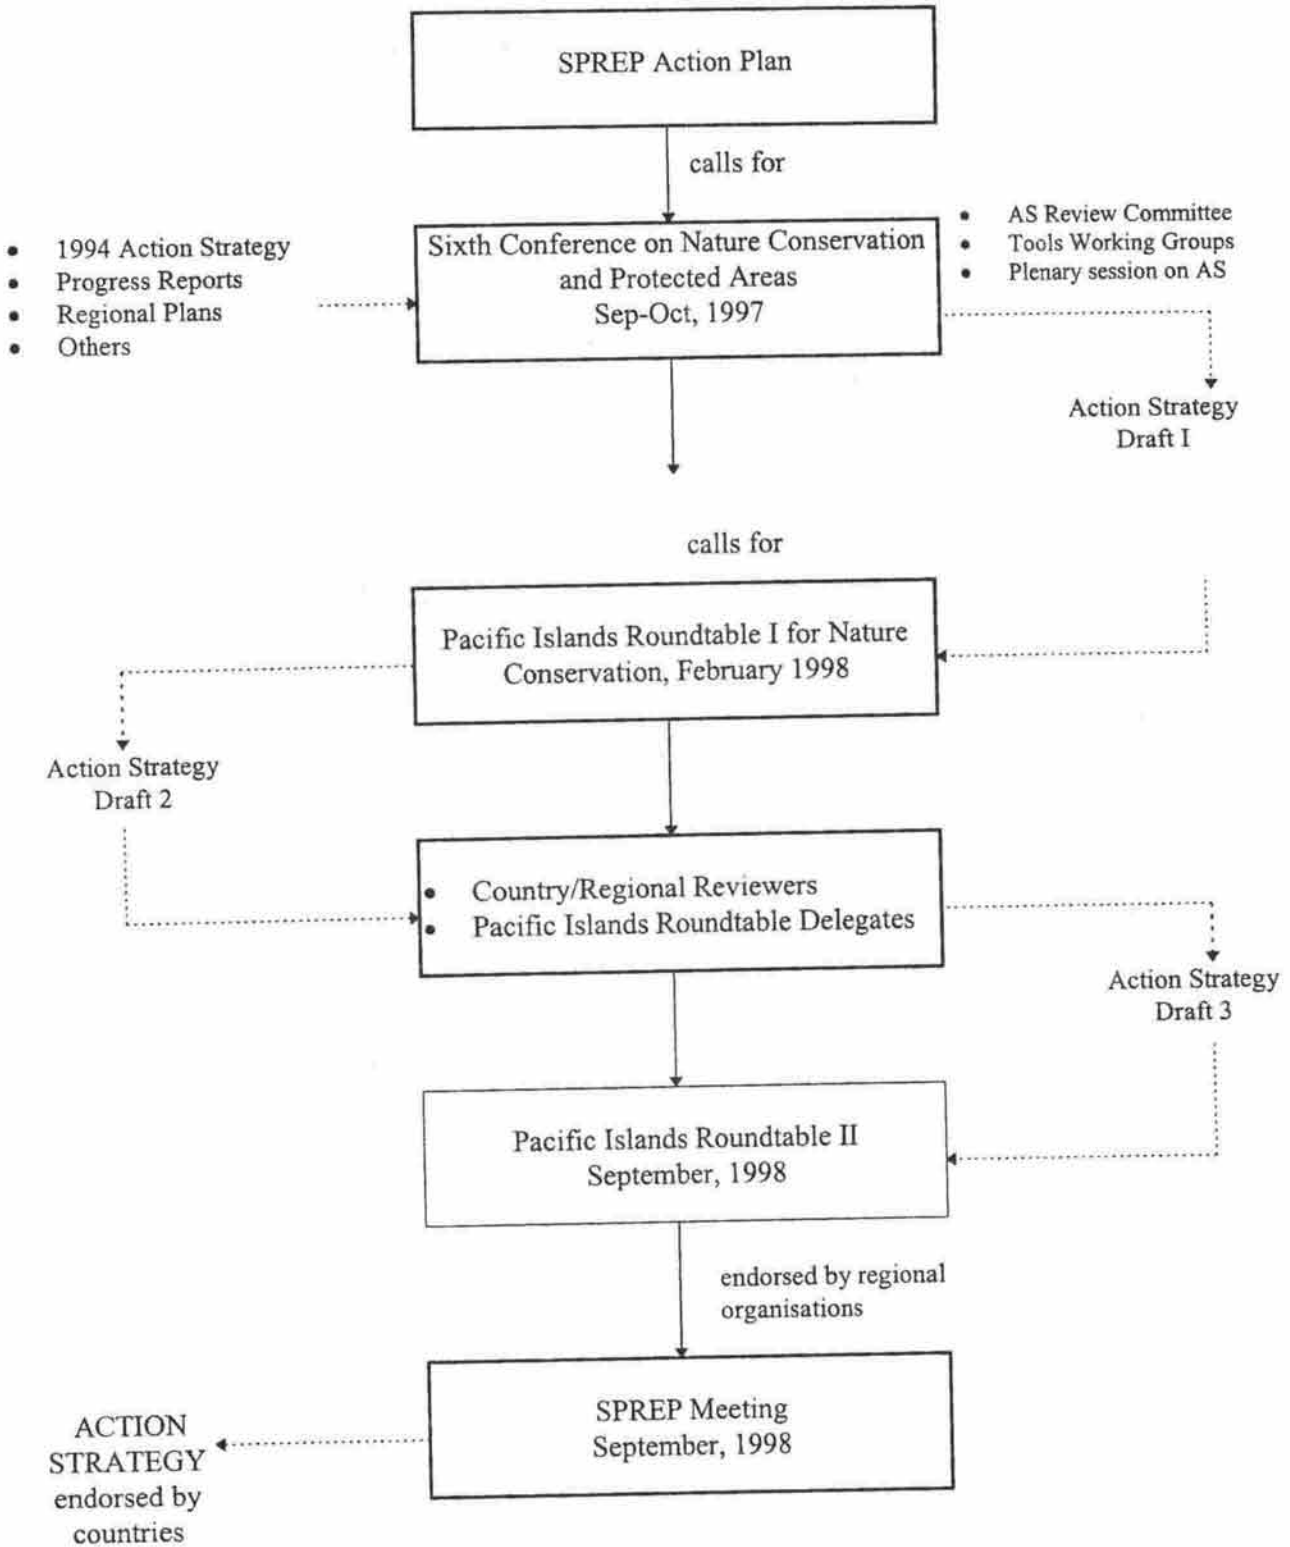 SPREP Action Plan
calls for
• 1994 Action Strategy
• Progress Reports
• Regional Plans
• Others
Sixth Conference on Nature Conservation
and Protected Areas
Sep-Oct, 1997
• AS Review Committee
• Tools Working Groups
• Plenary session on AS
Action Strategy
Draft I
calls for
Pacific Islands Roundtable I for Nature
Conservation, February 1998
Action Strategy
Draft 2
• Country/Regional Reviewers
• Pacific Islands Roundtable Delegates
Action Strategy
Draft 3
Pacific Islands Roundtable II
September, 1998
endorsed by regional
organisations
SPREP Meeting
September, 1998
ACTION
STRATEGY
endorsed by
countries